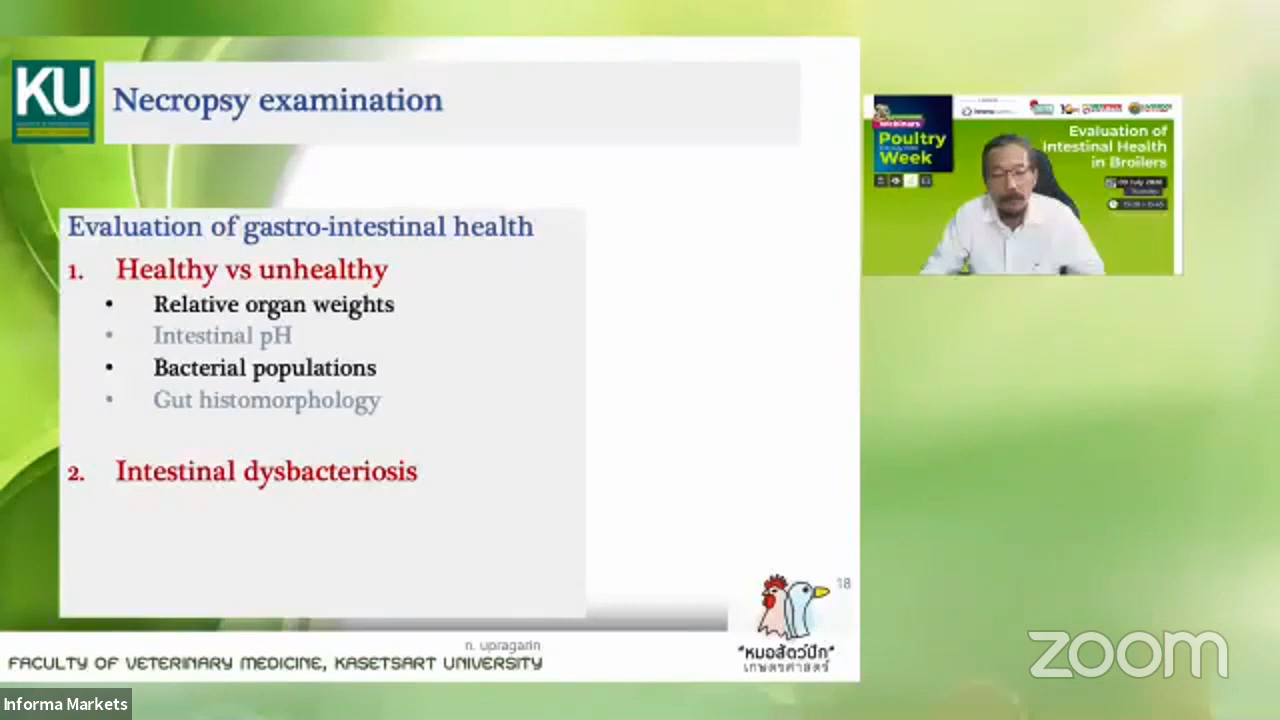 KU
Necropsy examination
Evaluation of gastro-intestinal health
1. Healthy vs unhealthy
• Relative organ weights
• Intestinal pH
• Bacterial populations
• Gut histomorphology
2. Intestinal dysbacteriosis
18
"หมอสัตว์ปีก"
เกษตรศาสตร์
n. upragarin
FACULTY OF VETERINARY MEDICINE, KASETSART UNIVERSITY
Webinars
Poultry
Week
Evaluation of
Intestinal Health
in Broilers
zoom
Informa Markets